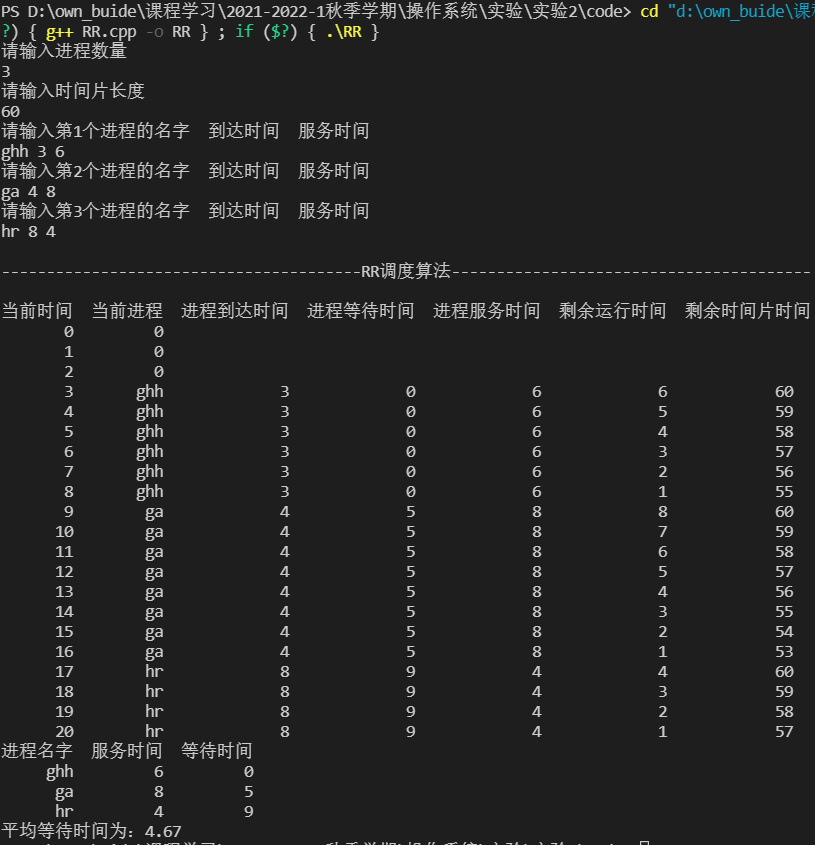 PS D:\own_buide\课程学习\2021-2022-1秋季学期\操作系统\实验\实验2\code> cd "d:\own_buide\课
?) { g++ RR.cpp -o RR } ; if ($?) { .\RR }
请输入进程数量
3
请输入时间片长度
60
请输入第1个进程的名字  到达时间  服务时间
ghh 3 6
请输入第2个进程的名字  到达时间  服务时间
ga 4 8
请输入第3个进程的名字  到达时间  服务时间
hr 8 4
----------------------------------------RR调度算法----------------------------------------
当前时间  当前进程  进程到达时间  进程等待时间  进程服务时间  剩余运行时间  剩余时间片时间
0 0
1 0
2 0
3 ghh 3 0 6 6 60
4 ghh 3 0 6 5 59
5 ghh 3 0 6 4 58
6 ghh 3 0 6 3 57
7 ghh 3 0 6 2 56
8 ghh 3 0 6 1 55
9 ga 4 5 8 8 60
10 ga 4 5 8 7 59
11 ga 4 5 8 6 58
12 ga 4 5 8 5 57
13 ga 4 5 8 4 56
14 ga 4 5 8 3 55
15 ga 4 5 8 2 54
16 ga 4 5 8 1 53
17 hr 8 9 4 4 60
18 hr 8 9 4 3 59
19 hr 8 9 4 2 58
20 hr 8 9 4 1 57
进程名字  服务时间  等待时间
ghh 6 0
ga 8 5
hr 4 9
平均等待时间为: 4.67